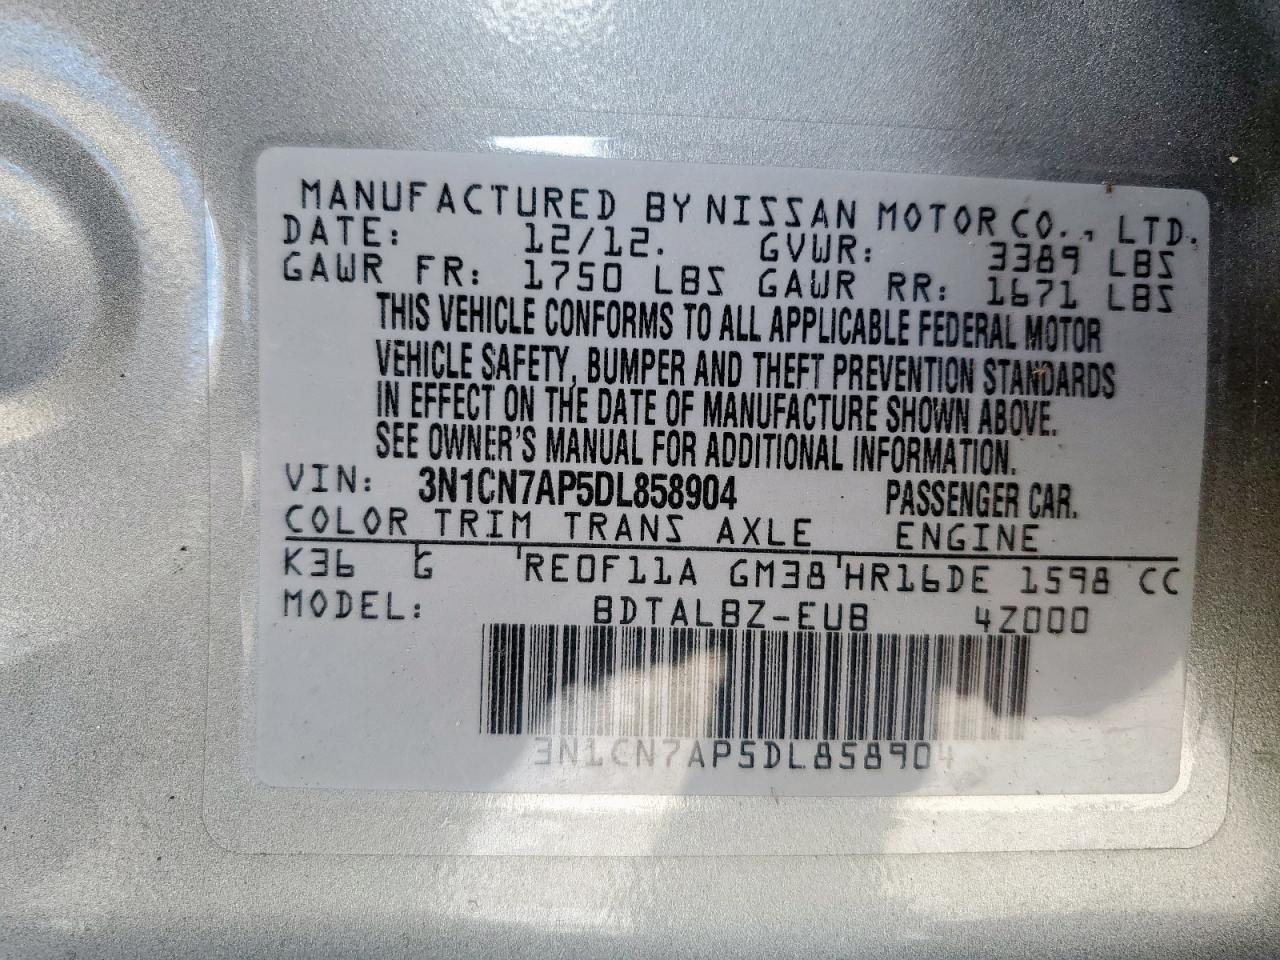 MANUFACTURED BY NISSAN MOTOR CO., LTD.
DATE: 12/12. GVWR: 3389 LBS
GAWR FR: 1750 LBS GAWR RR: 1671 LBS
THIS VEHICLE CONFORMS TO ALL APPLICABLE FEDERAL MOTOR
VEHICLE SAFETY, BUMPER AND THEFT PREVENTION STANDARDS
IN EFFECT ON THE DATE OF MANUFACTURE SHOWN ABOVE.
SEE OWNER'S MANUAL FOR ADDITIONAL INFORMATION.
VIN: 3N1CN7AP5DL858904 PASSENGER CAR.
COLOR TRIM TRANS AXLE ENGINE
K36 G RE0F11A GM38 HR16DE 1598 CC
MODEL: BDTALBZ-EUB 4Z000
3N1CN7AP5DL858904